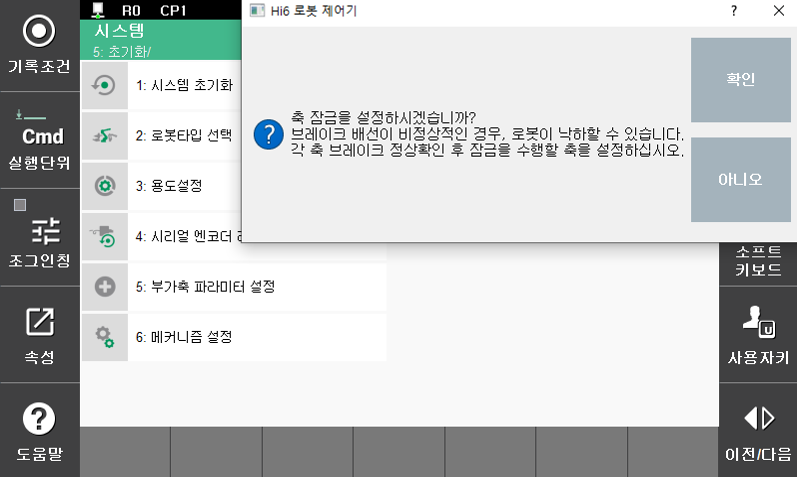 R0 CP1
시스템
5: 초기화/
기록조건
Cmd
실행단위
조그인칭
속성
도움말
1: 시스템 초기화
2: 로봇타입 선택
3: 용도설정
4: 시리얼 엔코더
5: 부가축 파라미터 설정
6: 메커니즘 설정
Hi6 로봇 제어기
? ×
축 잠금을 설정하시겠습니까?
브레이크 배선이 비정상적인 경우, 로봇이 낙하할 수 있습니다.
각 축 브레이크 정상확인 후 잠금을 수행할 축을 설정하십시오.
확인
아니오
소프트
키보드
U
사용자키
이전/다음